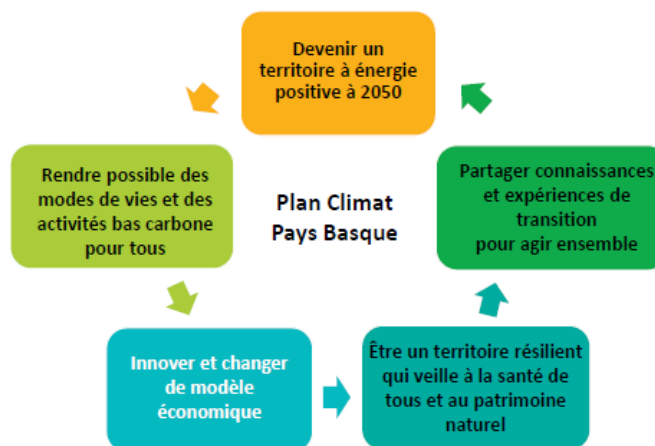 Devenir un
territoire à énergie
positive à 2050
Rendre possible des
modes de vies et des
activités bas carbone
pour tous
Plan Climat
Pays Basque
Partager connaissances
et expériences de
transition
pour agir ensemble
Innover et changer
de modèle
économique
Être un territoire résilient
qui veille à la santé de
tous et au patrimoine
naturel